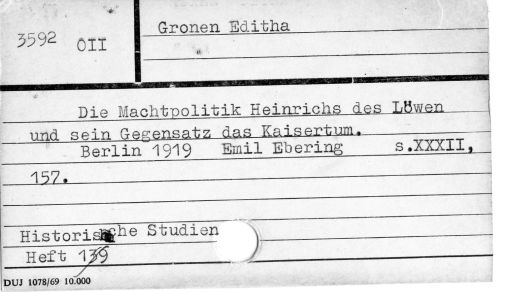 3592 OII
Gronen Editha
Die Machtpolitik Heinrichs des Löwen
und sein Gegensatz das Kaisertum.
Berlin 1919 Emil Ebering s.XXXII,
157.
Historische Studien
Heft 139
DUJ 1078/69 10.000